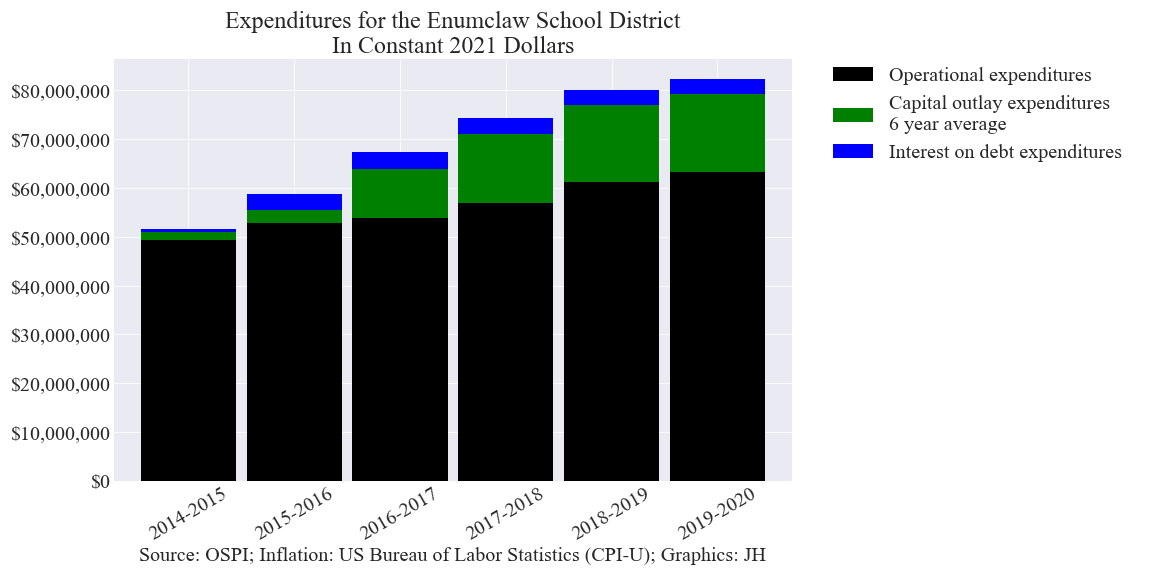 Expenditures for the Enumclaw School District
In Constant 2021 Dollars
$80,000,000
$70,000,000
$60,000,000
$50,000,000
$40,000,000
$30,000,000
$20,000,000
$10,000,000
$0
2014-2015
2015-2016
2016-2017
2017-2018
2018-2019
2019-2020
Source: OSPI; Inflation: US Bureau of Labor Statistics (CPI-U); Graphics: JH
Operational expenditures
Capital outlay expenditures
6 year average
Interest on debt expenditures